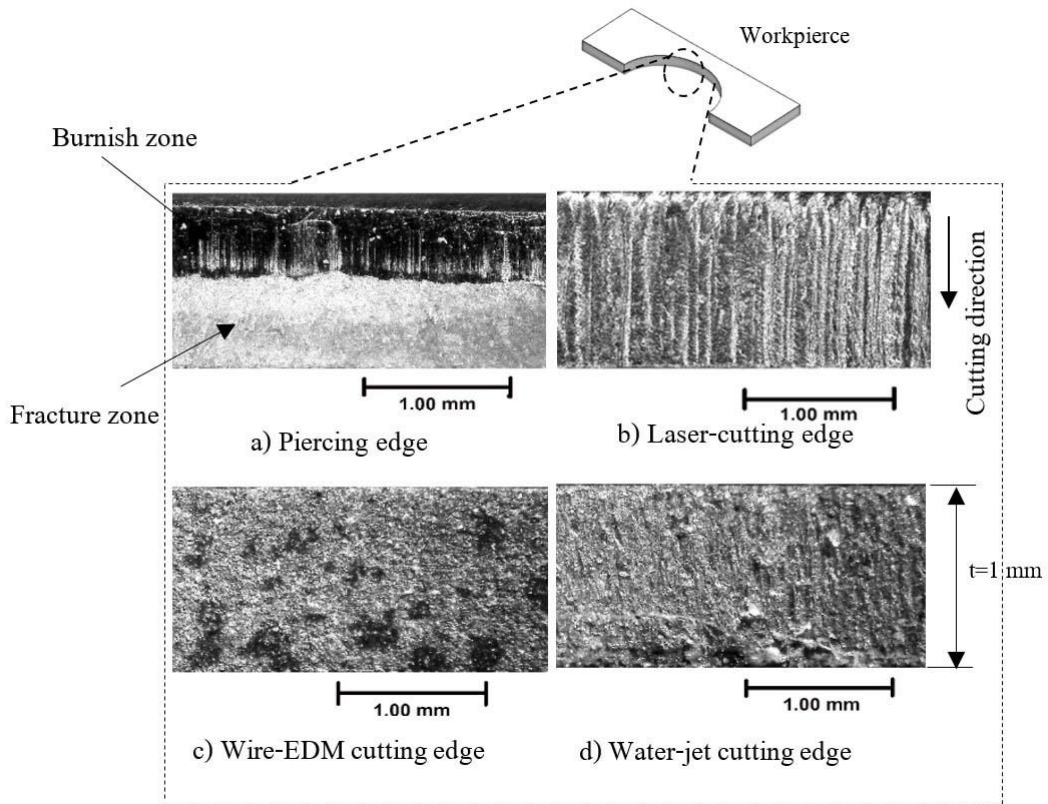 Workpierce
Burnish zone
Fracture zone
Cutting direction
1.00 mm
1.00 mm
a) Piercing edge
b) Laser-cutting edge
t=1 mm
1.00 mm
1.00 mm
c) Wire-EDM cutting edge
d) Water-jet cutting edge